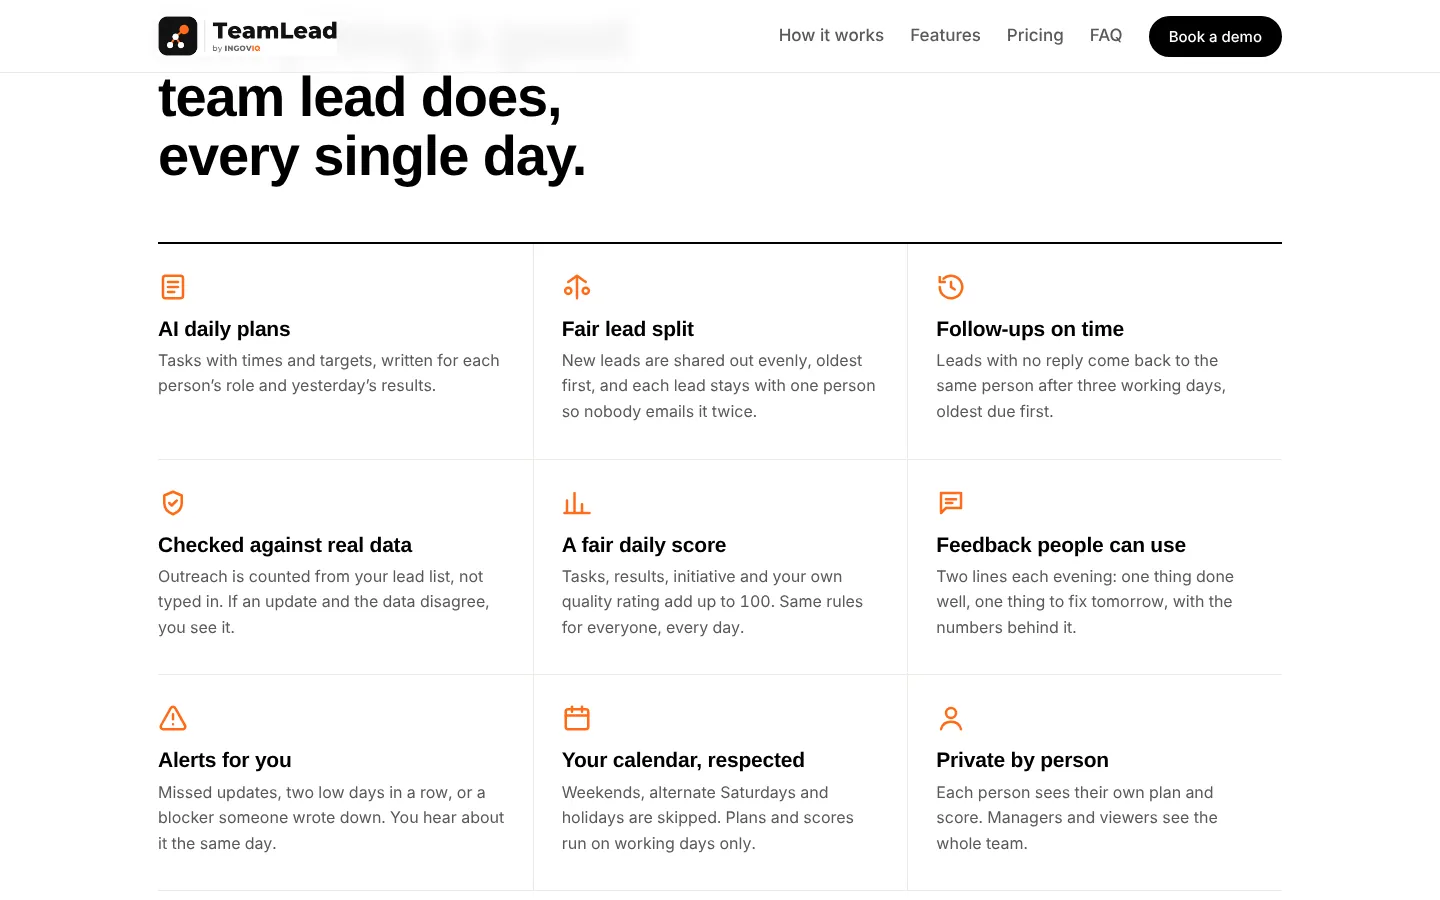 TeamLead
by INGOVIQ
How it works
Features
Pricing
FAQ
Book a demo
team lead does,
every single day.
AI daily plans
Tasks with times and targets, written for each
person’s role and yesterday’s results.
Fair lead split
New leads are shared out evenly, oldest
first, and each lead stays with one person
so nobody emails it twice.
Follow-ups on time
Leads with no reply come back to the
same person after three working days,
oldest due first.
Checked against real data
Outreach is counted from your lead list, not
typed in. If an update and the data disagree,
you see it.
A fair daily score
Tasks, results, initiative and your own
quality rating add up to 100. Same rules
for everyone, every day.
Feedback people can use
Two lines each evening: one thing done
well, one thing to fix tomorrow, with the
numbers behind it.
Alerts for you
Missed updates, two low days in a row, or a
blocker someone wrote down. You hear about
it the same day.
Your calendar, respected
Weekends, alternate Saturdays and
holidays are skipped. Plans and scores
run on working days only.
Private by person
Each person sees their own plan and
score. Managers and viewers see the
whole team.